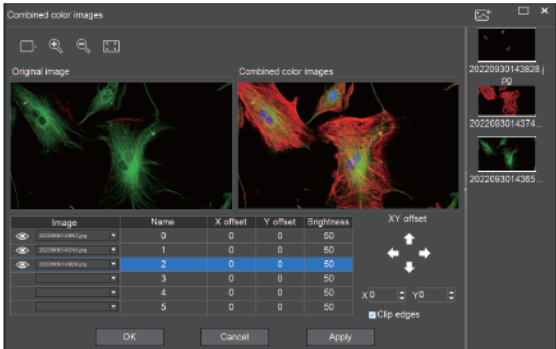 Combined color images
Original image
Combined color images
20220930143828.j
pg
2022093014374...
2022093014365...
Image Name X offset Y offset Brightness
0 0 0 50
1 0 0 50
2 0 0 50
3 0 0 50
4 0 0 50
5 0 0 50
XY offset
X 0 Y 0
Clip edges
OK Cancel Apply